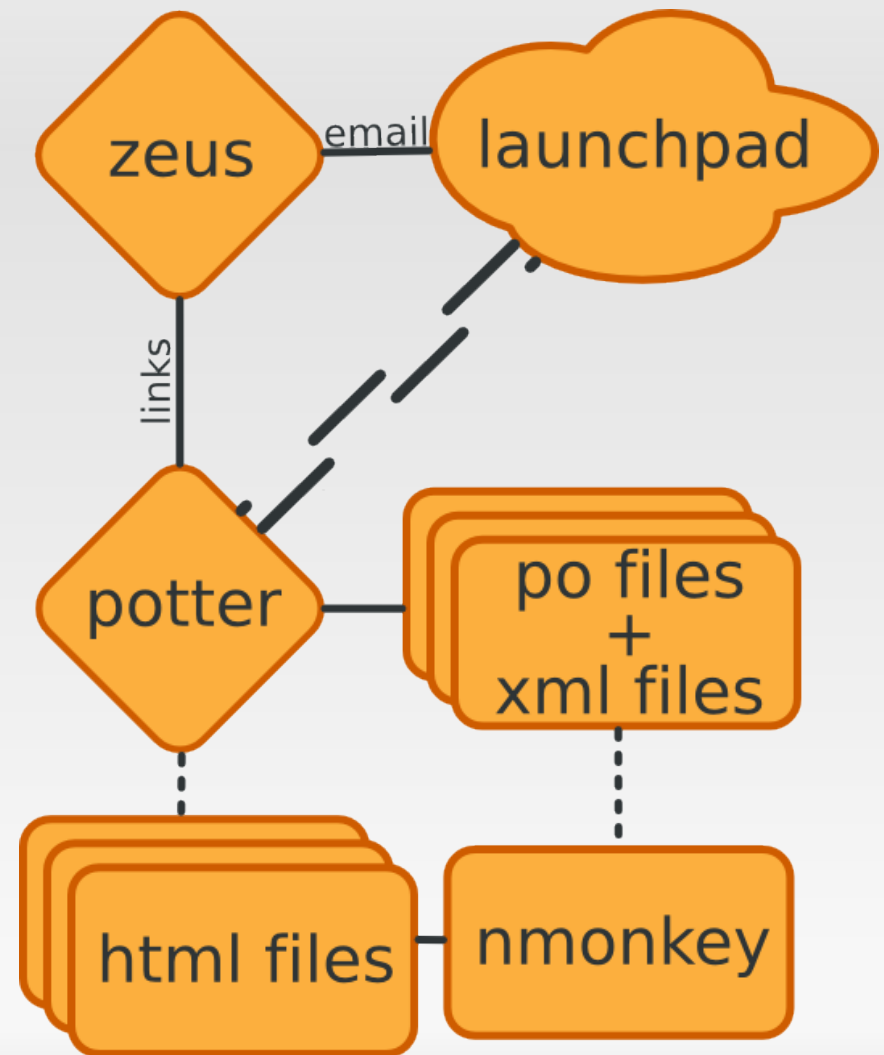 zeus
email
launchpad
links
potter
po files
+
xml files
html files
nmonkey